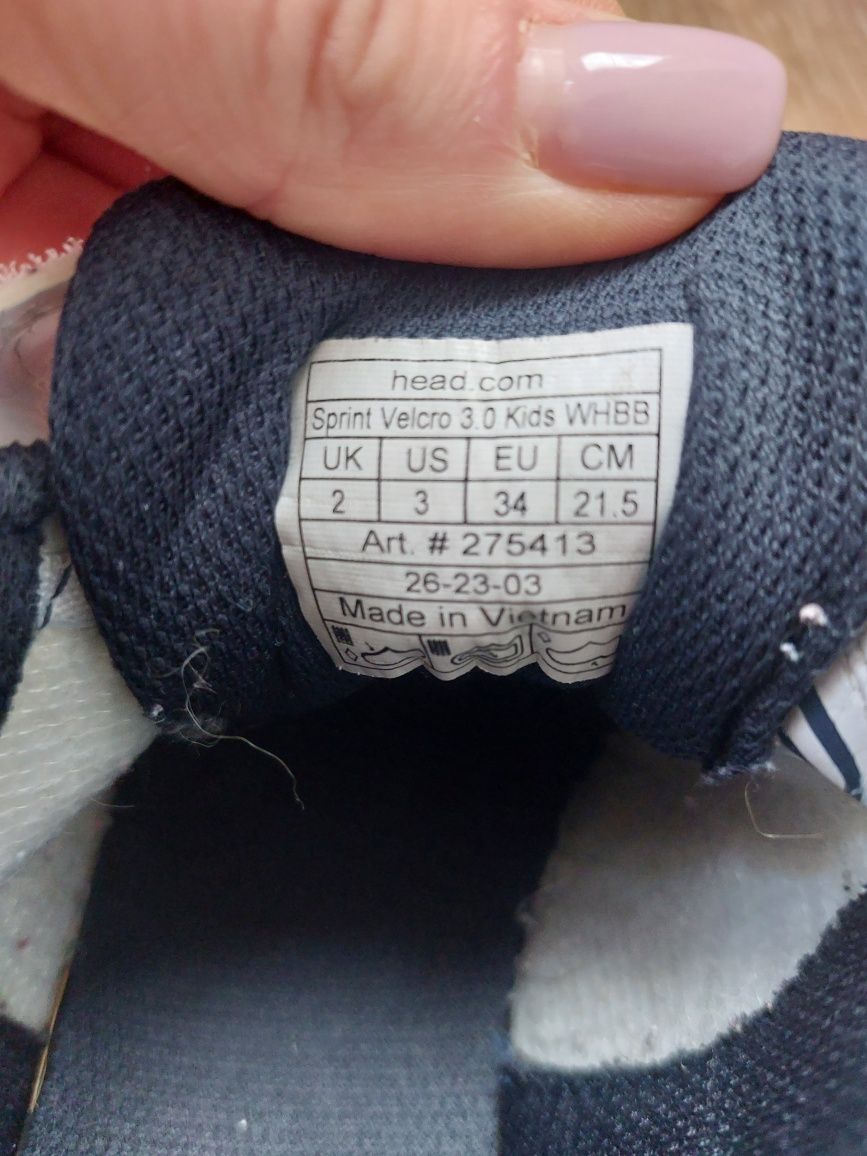 head.com
Sprint Velcro 3.0 Kids WHBB
UK US EU CM
2 3 34 21.5
Art. # 275413
26-23-03
Made in Vietnam